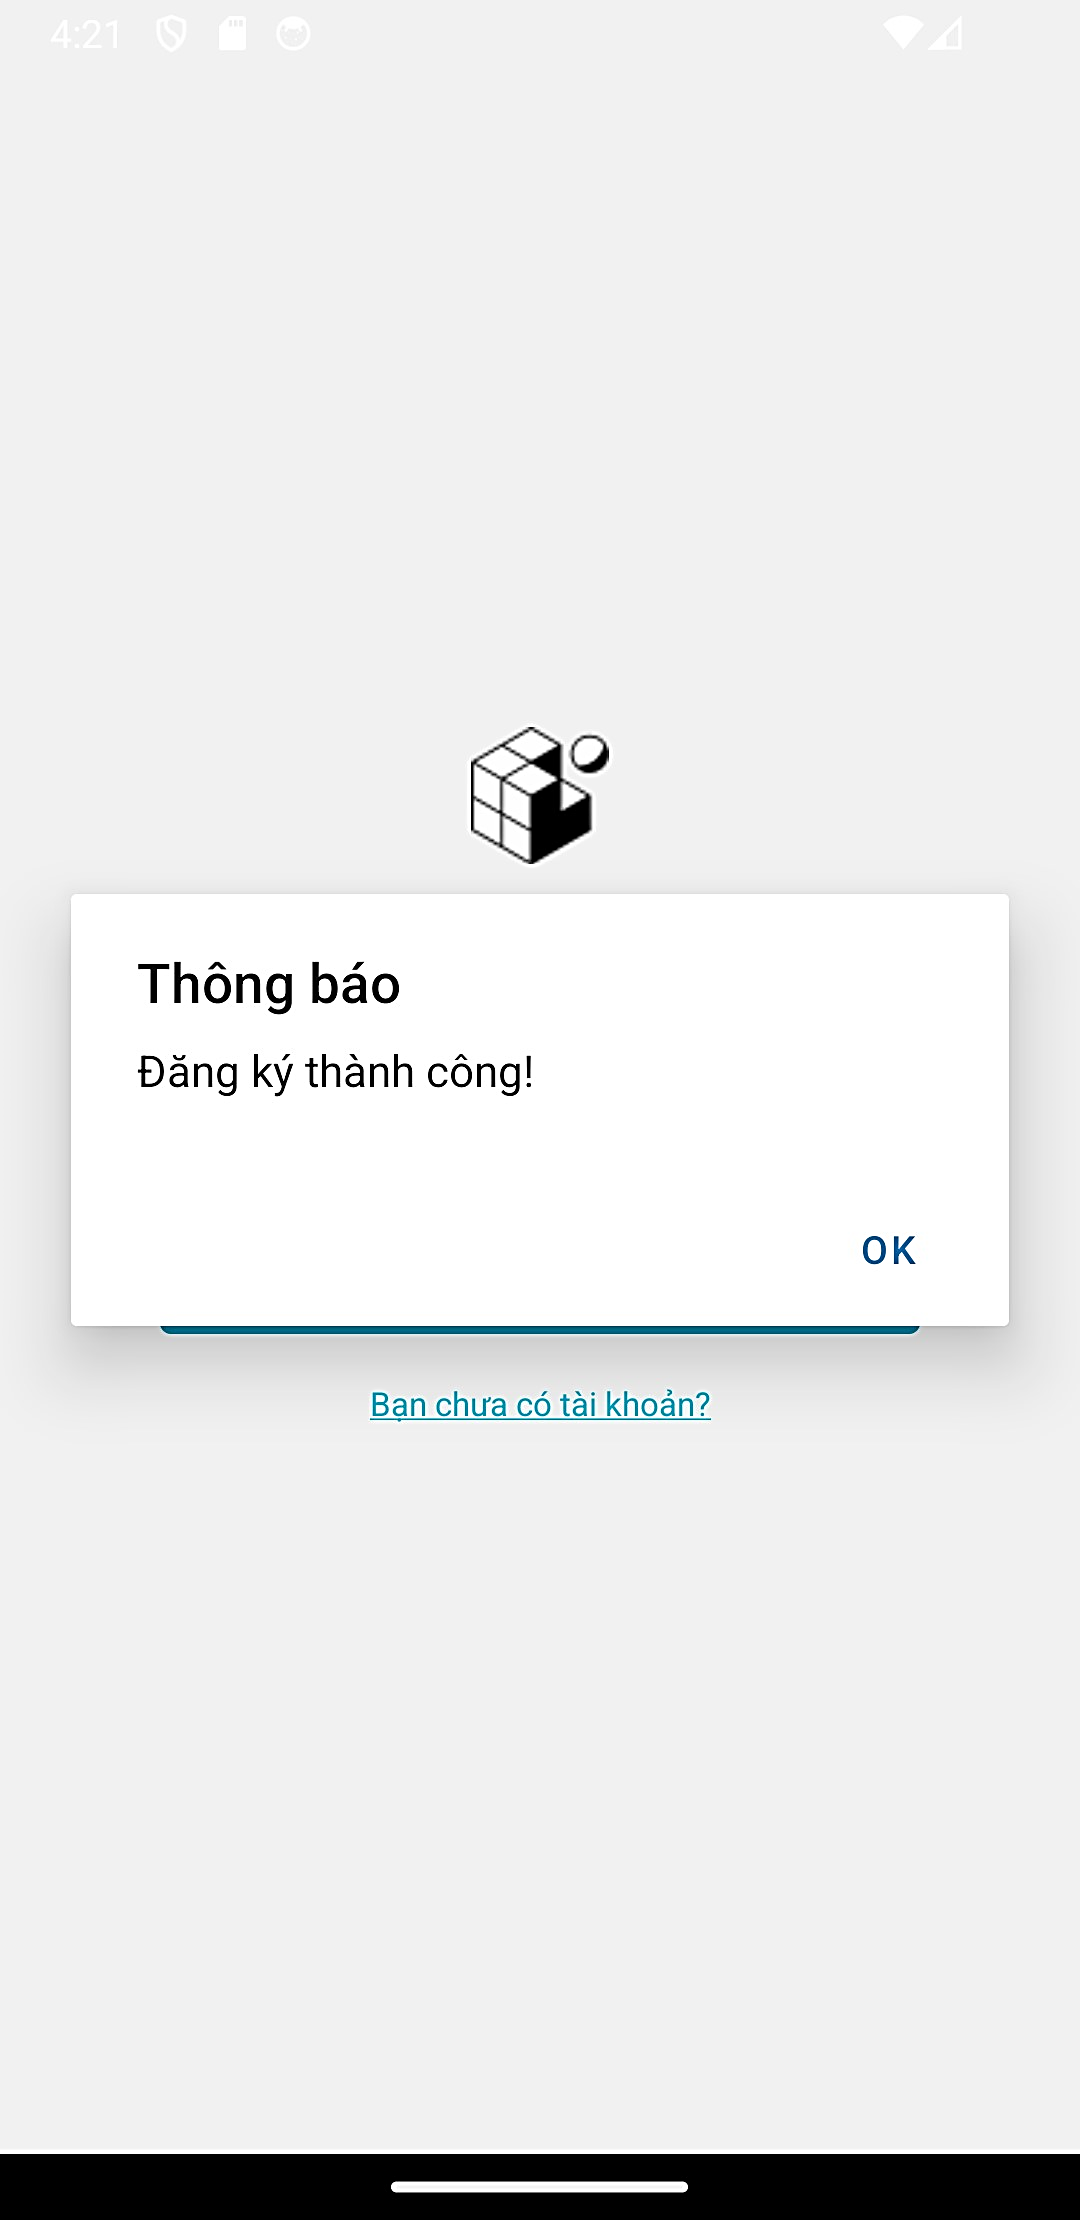 4:21
Thông báo
Đăng ký thành công!
OK
Bạn chưa có tài khoản?